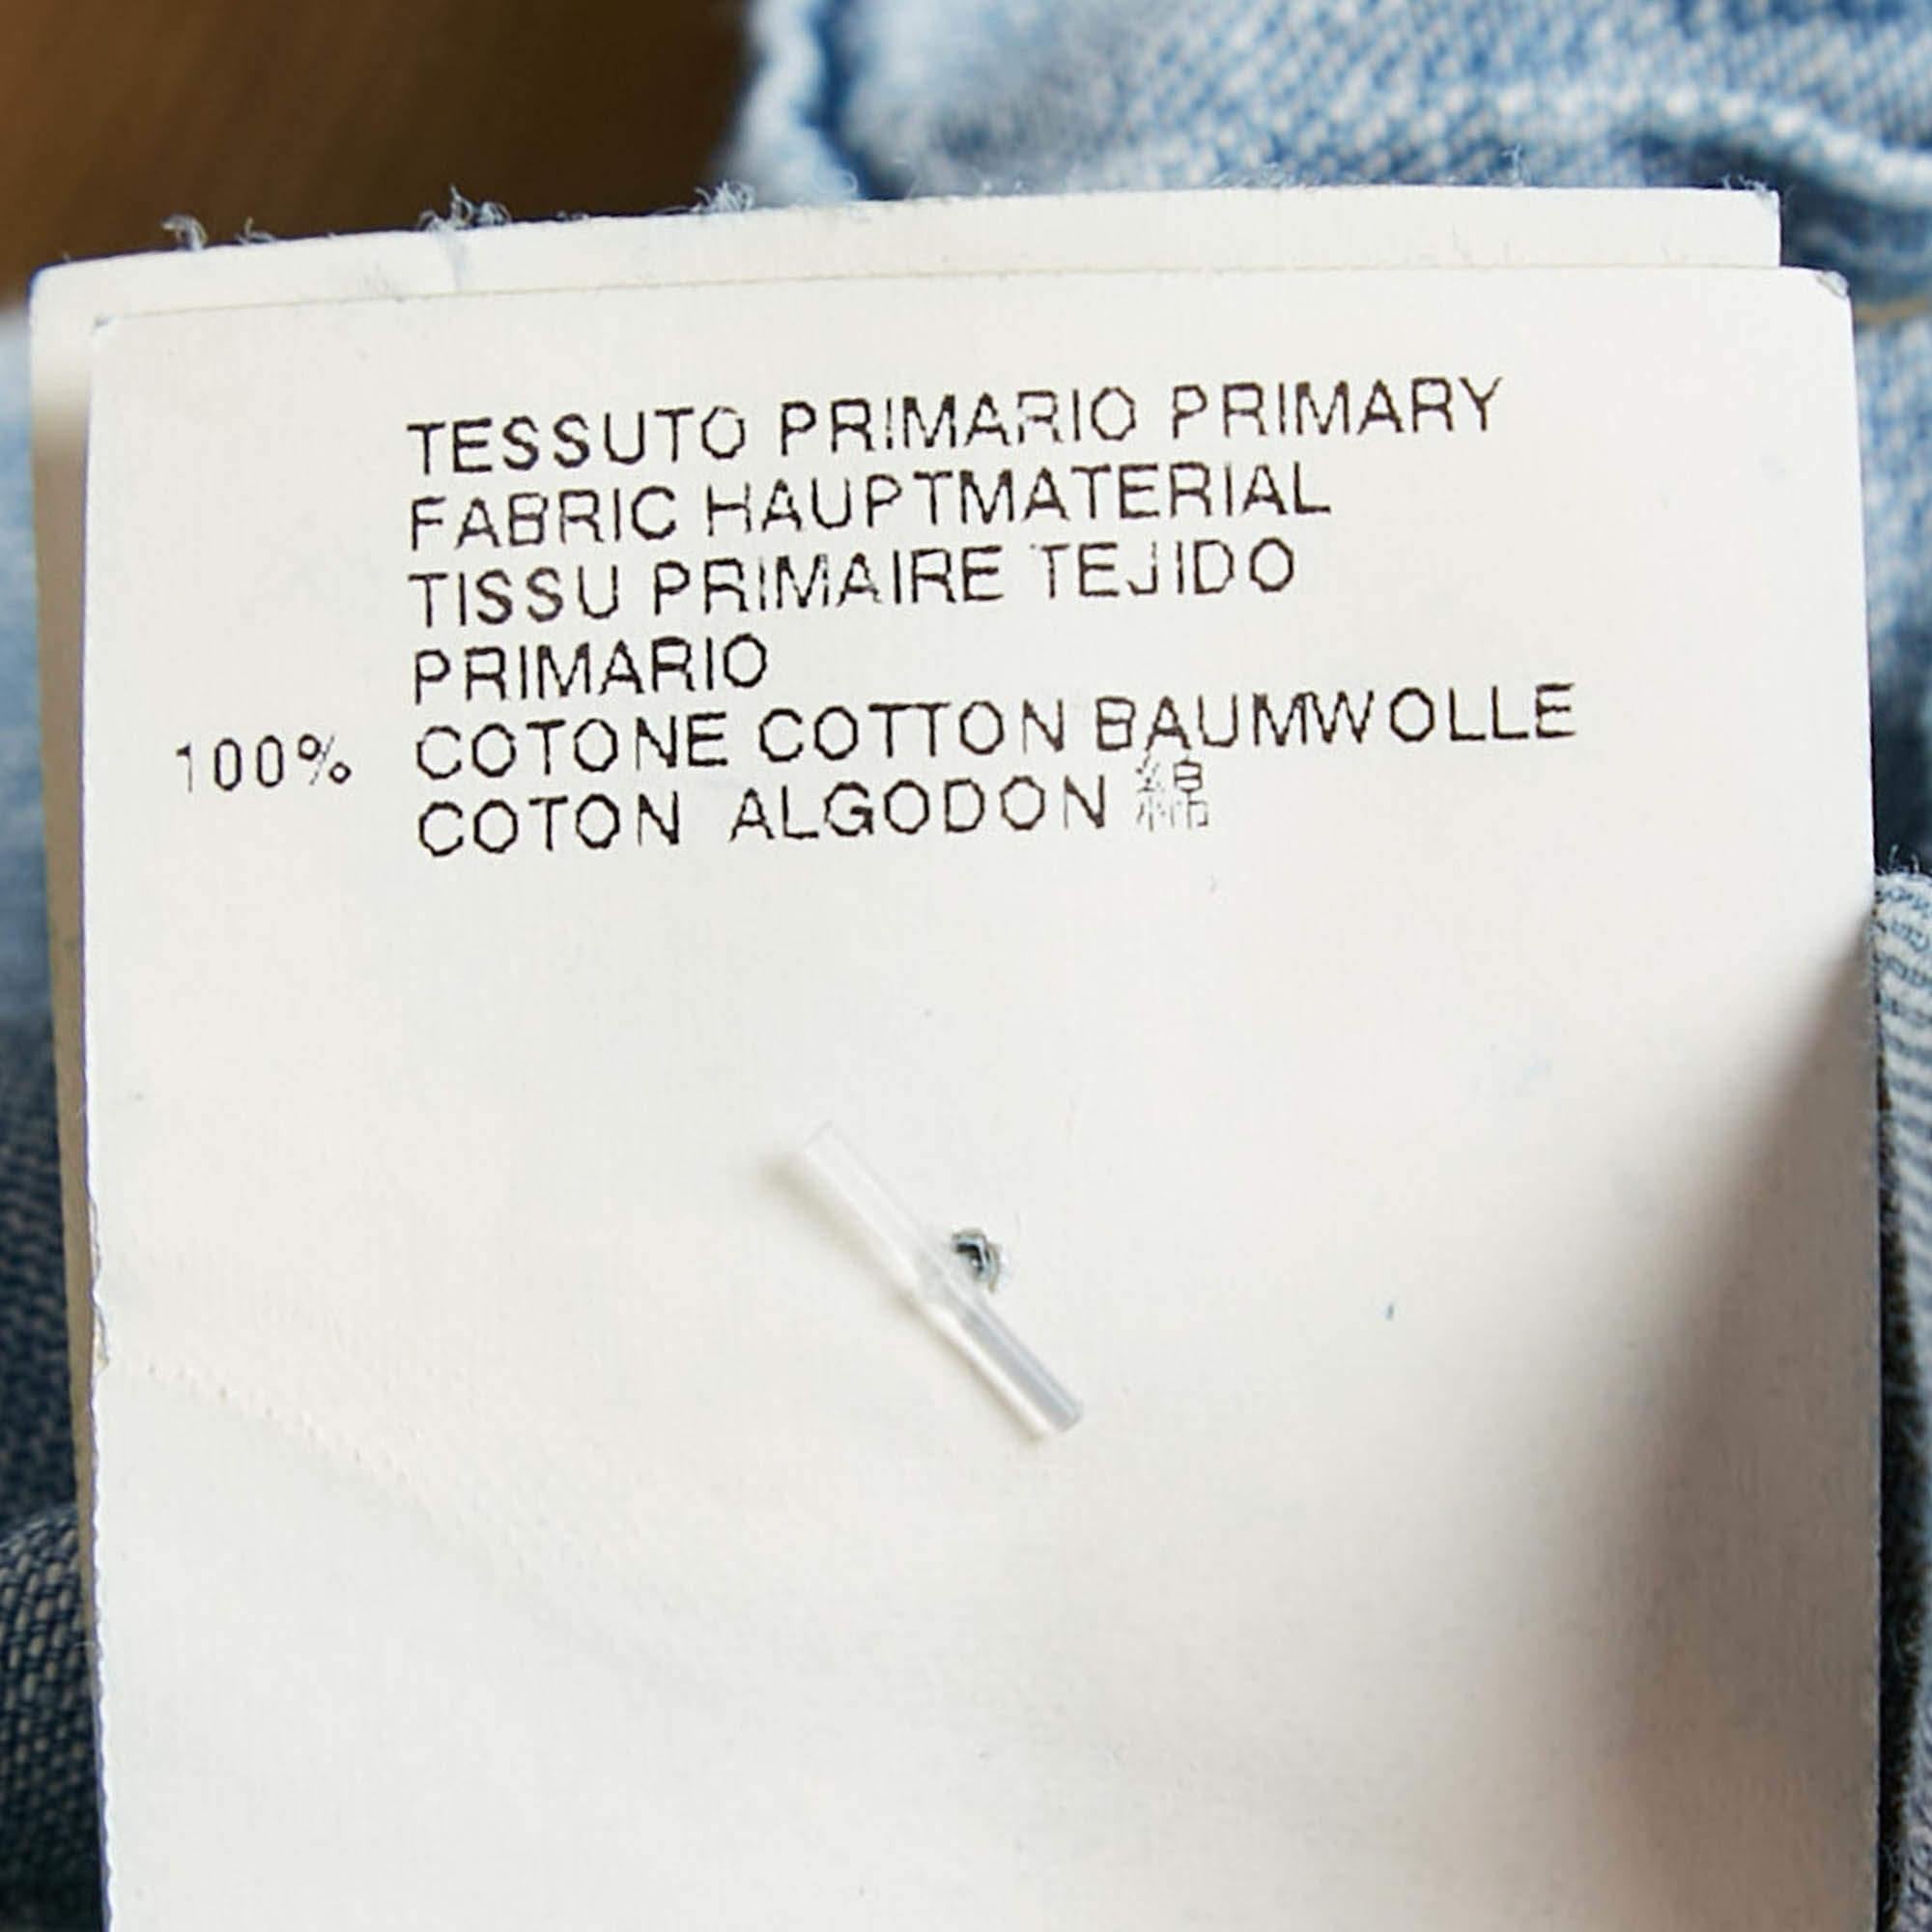 TESSUTO PRIMARIO PRIMARY
FABRIC HAUPTMATERIAL
TISSU PRIMAIRE TEJIDO
PRIMARIO
100% COTONE COTTON BAUMWOLLE
COTON ALGODON 綿